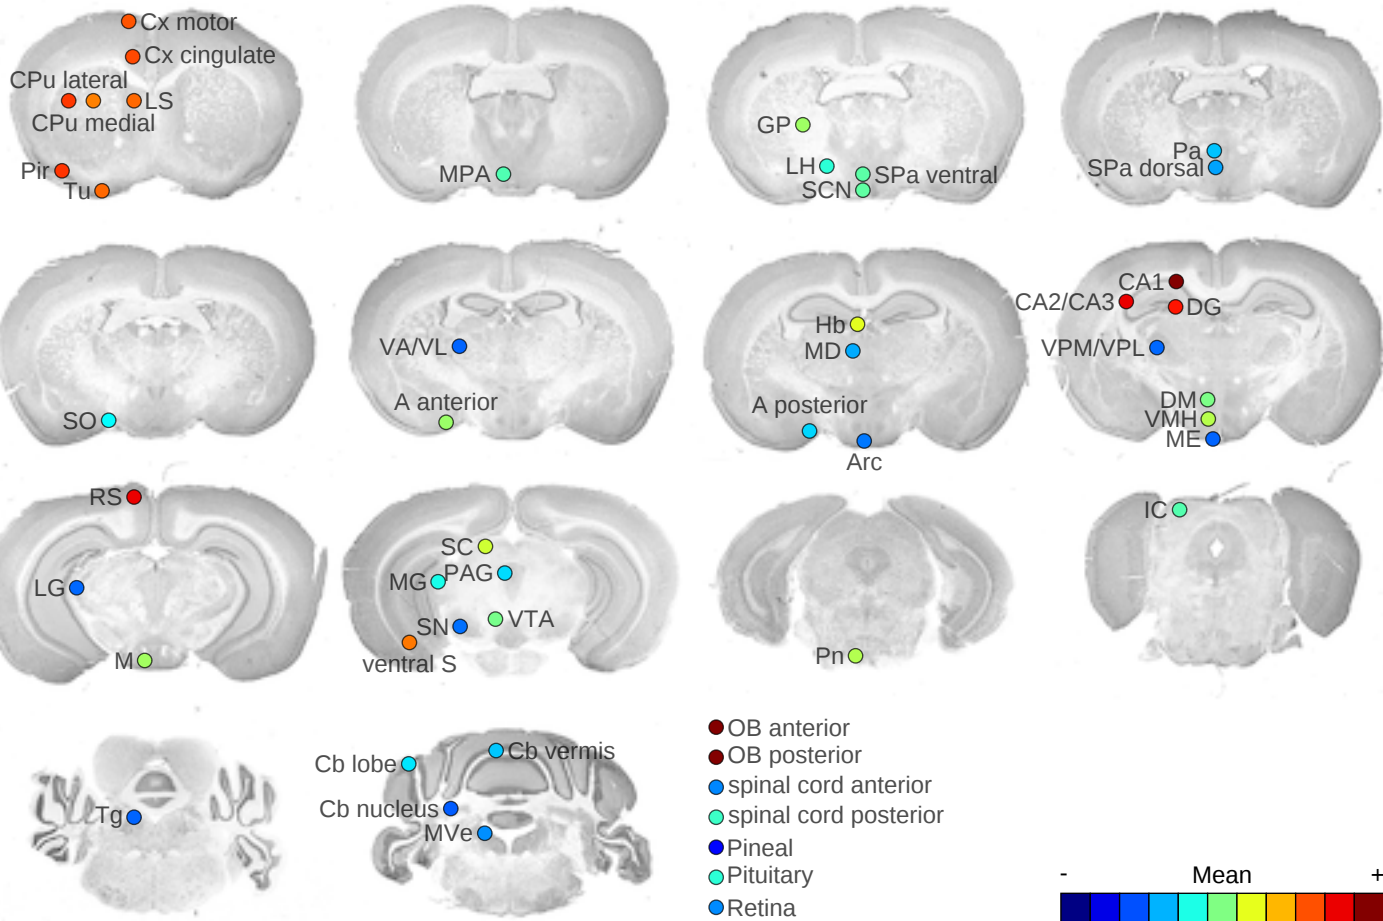 Cx motor
Cx cingulate
CPu lateral
LS
CPu medial
Pir
Tu
MPA
GP
LH
SPa ventral
SCN
Pa
SPa dorsal
SO
VA/VL
A anterior
Hb
MD
A posterior
Arc
CA1
CA2/CA3
DG
VPM/VPL
DM
VMH
ME
RS
LG
M
SC
MG
PAG
SN
VTA
ventral S
Pn
IC
Tg
Cb lobe
Cb vermis
Cb nucleus
MVe
OB anterior
OB posterior
spinal cord anterior
spinal cord posterior
Pineal
Pituitary
Retina
- Mean +